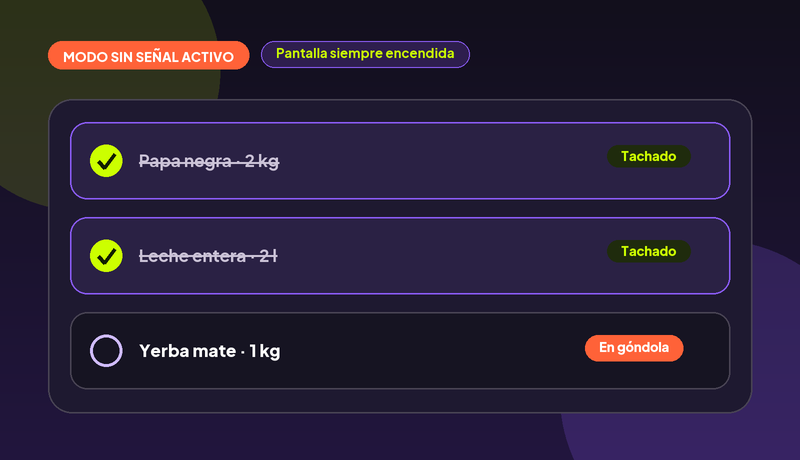 MODO SIN SEÑAL ACTIVO
Pantalla siempre encendida
Papa negra · 2 kg
Tachado
Leche entera · 2 l
Tachado
Yerba mate · 1 kg
En góndola